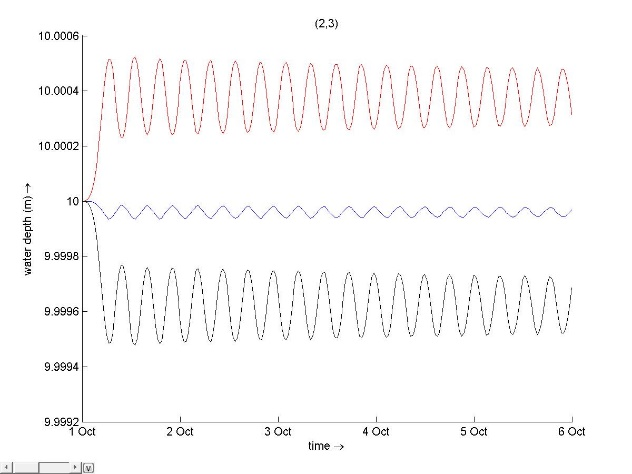 (2,3)
10.0006
10.0004
10.0002
10
9.9998
9.9996
9.9994
9.9992
water depth (m) →
1 Oct 2 Oct 3 Oct 4 Oct 5 Oct 6 Oct
time →
v